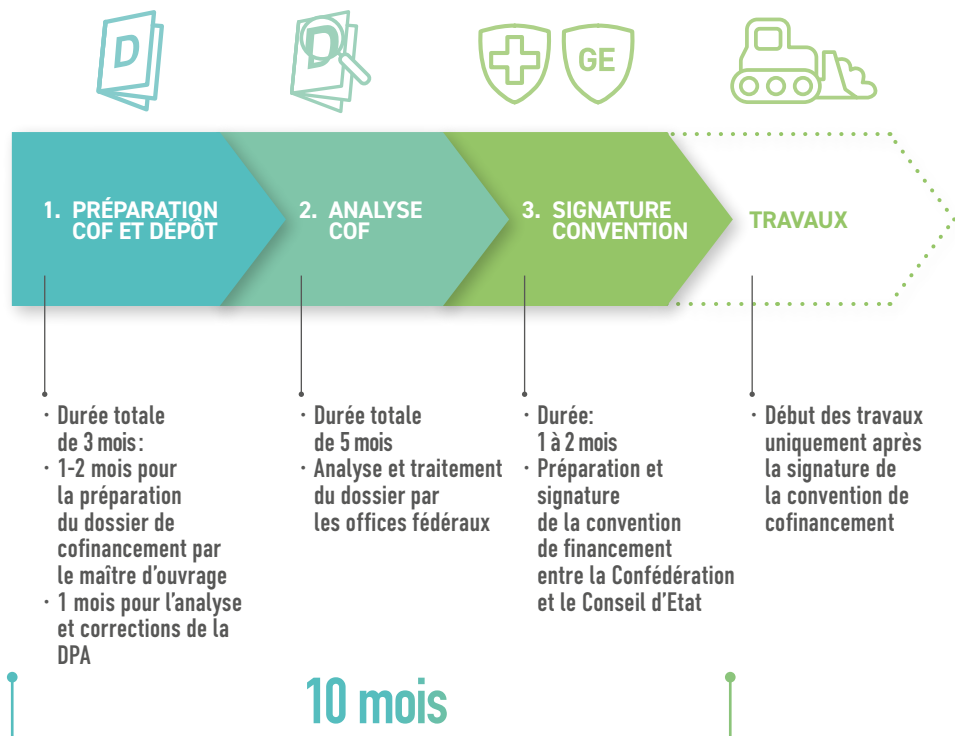 D
D
GE
1. PRÉPARATION
COF ET DÉPÔT
2. ANALYSE
COF
3. SIGNATURE
CONVENTION
TRAVAUX
· Durée totale
de 3 mois:
· 1-2 mois pour
la préparation
du dossier de
cofinancement par
le maître d’ouvrage
· 1 mois pour l’analyse
et corrections de la
DPA
· Durée totale
de 5 mois
· Analyse et traitement
du dossier par
les offices fédéraux
· Durée:
1 à 2 mois
· Préparation et
signature
de la convention
de financement
entre la Confédération
et le Conseil d’Etat
· Début des travaux
uniquement après
la signature de
la convention de
cofinancement
10 mois